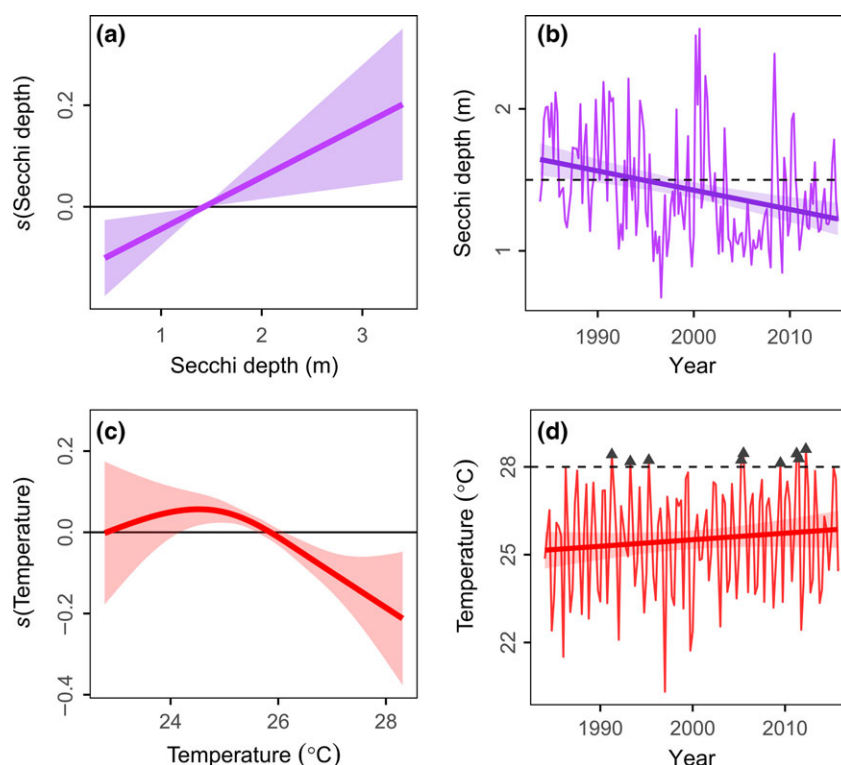 (a)
s(Secchi depth)
0.2
0.0
1 2 3
Secchi depth (m)
(b)
Secchi depth (m)
2
1
1990 2000 2010
Year
(c)
s(Temperature)
0.2
0.0
−0.2
−0.4
24 26 28
Temperature (°C)
(d)
Temperature (°C)
28
25
22
1990 2000 2010
Year